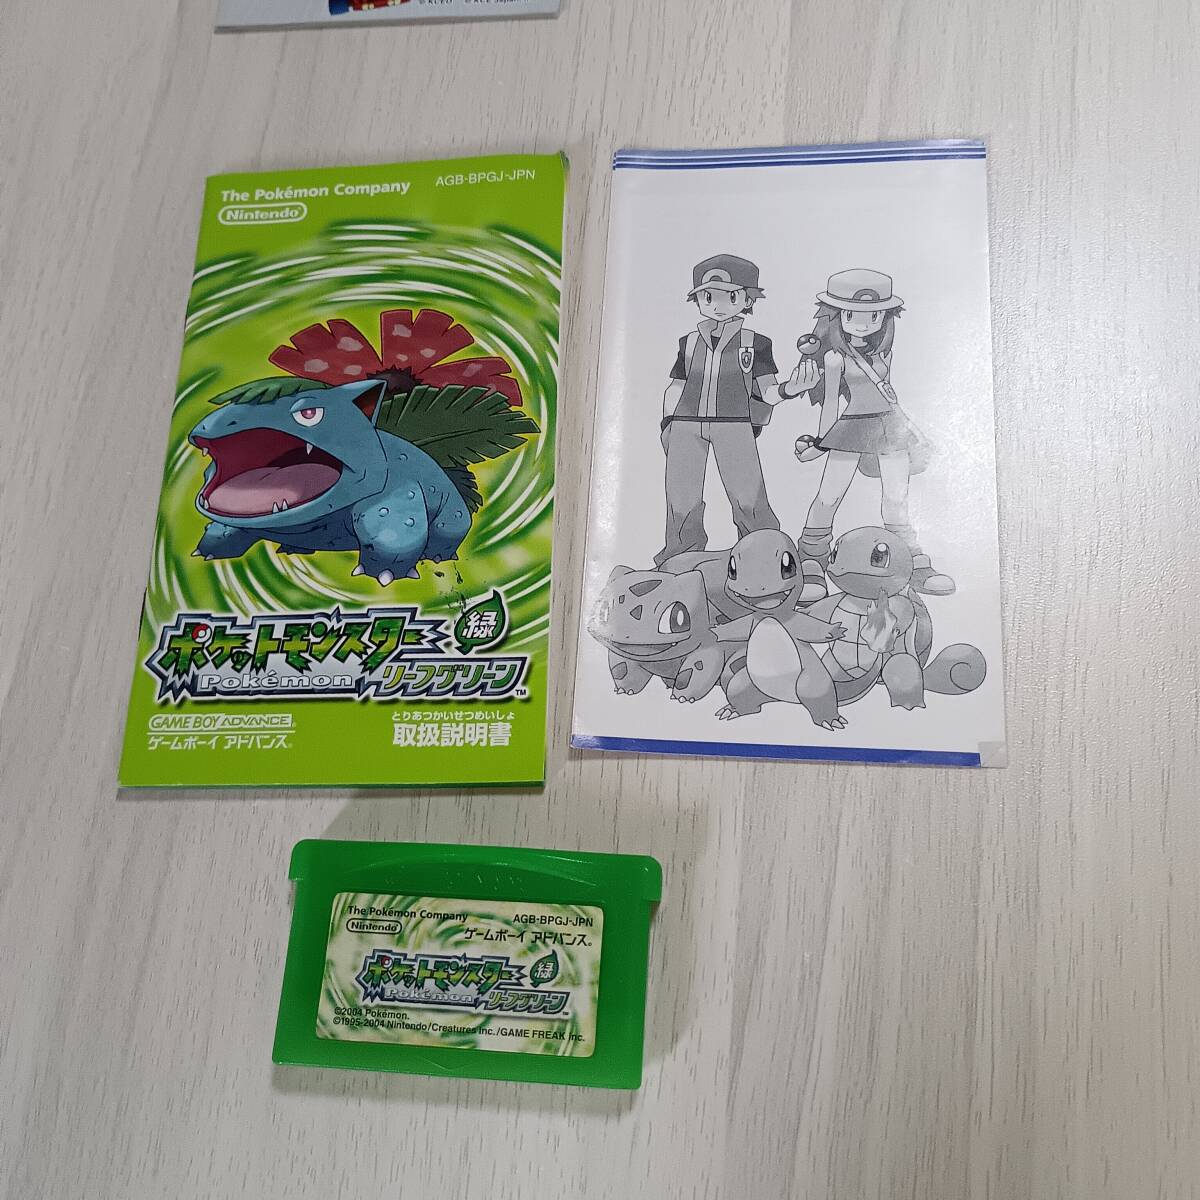 The Pokémon Company
AGB-BPGJ-JPN
Nintendo
ポケットモンスター
緑
Pokémon
リーフグリーン™
GAME BOY ADVANCE
ゲームボーイ アドバンス®
とりあつかいせつめいしょ
取扱説明書
The Pokémon Company
AGB-BPGJ-JPN
Nintendo
ゲームボーイ アドバンス®
ポケットモンスター
緑
Pokémon
リーフグリーン™
©2004 Pokémon.
©1995-2004 Nintendo/Creatures inc./GAME FREAK inc.